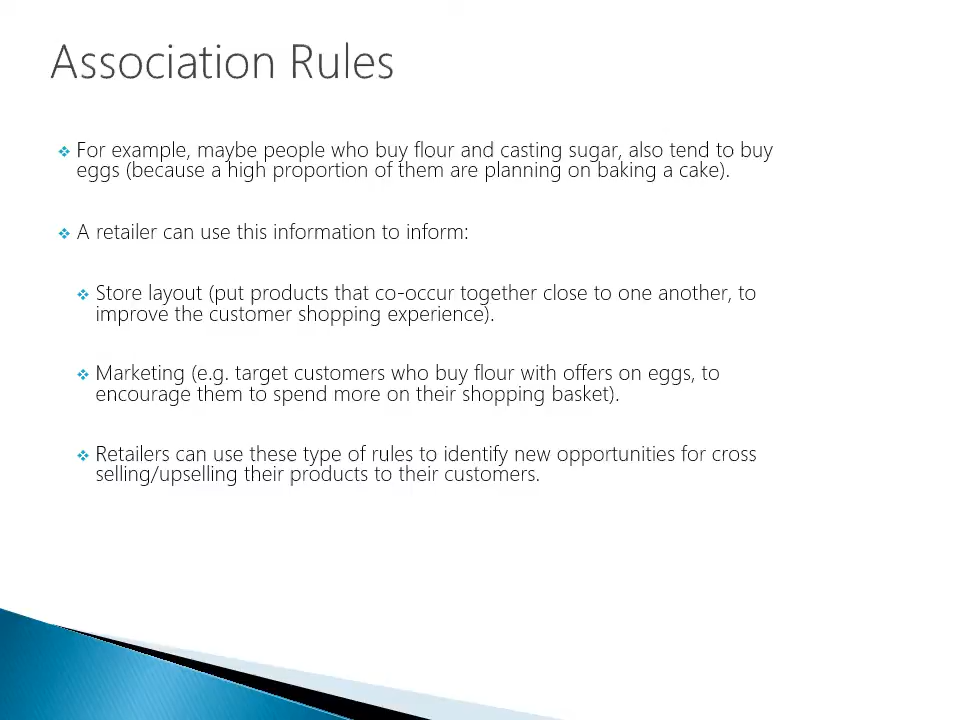 Association Rules
❖ For example, maybe people who buy flour and casting sugar, also tend to buy
eggs (because a high proportion of them are planning on baking a cake).
❖ A retailer can use this information to inform:
❖ Store layout (put products that co-occur together close to one another, to
improve the customer shopping experience).
❖ Marketing (e.g. target customers who buy flour with offers on eggs, to
encourage them to spend more on their shopping basket).
❖ Retailers can use these type of rules to identify new opportunities for cross
selling/upselling their products to their customers.